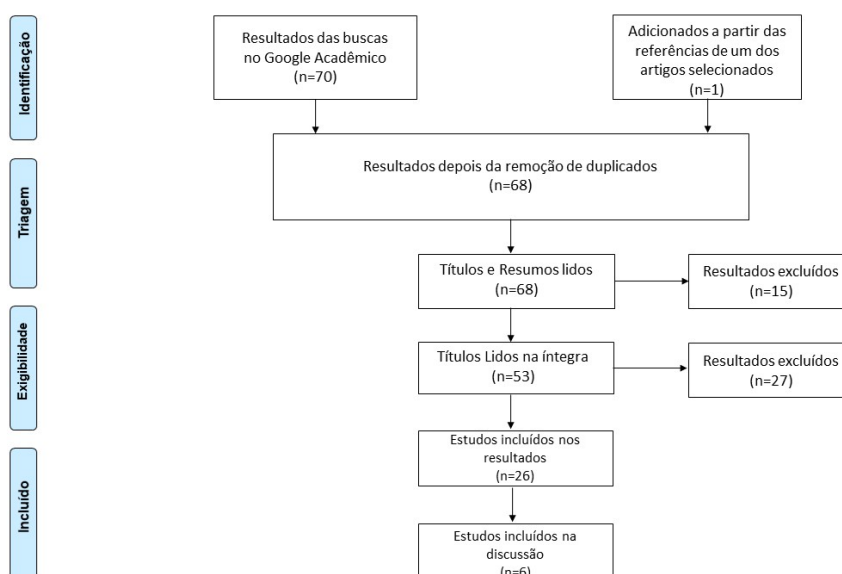 Identificação
Resultados das buscas
no Google Acadêmico
(n=70)
Adicionados a partir das
referências de um dos
artigos selecionados
(n=1)
Triagem
Resultados depois da remoção de duplicados
(n=68)
Títulos e Resumos lidos
(n=68)
Resultados excluídos
(n=15)
Exigibilidade
Títulos Lidos na íntegra
(n=53)
Resultados excluídos
(n=27)
Incluído
Estudos incluídos nos
resultados
(n=26)
Estudos incluídos na
discussão
(n=6)